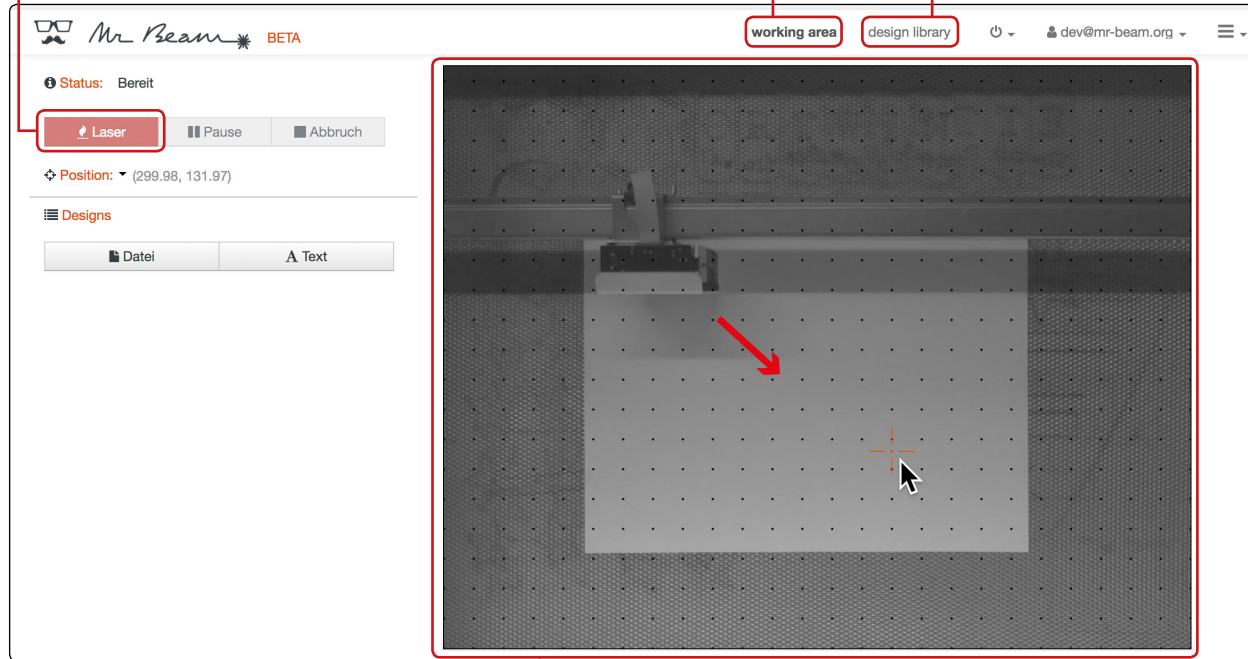 Mr Beam BETA
working area design library dev@mr-beam.org
Status: Bereit
Laser Pause Abbruch
Position: (299.98, 131.97)
Designs
Datei A Text